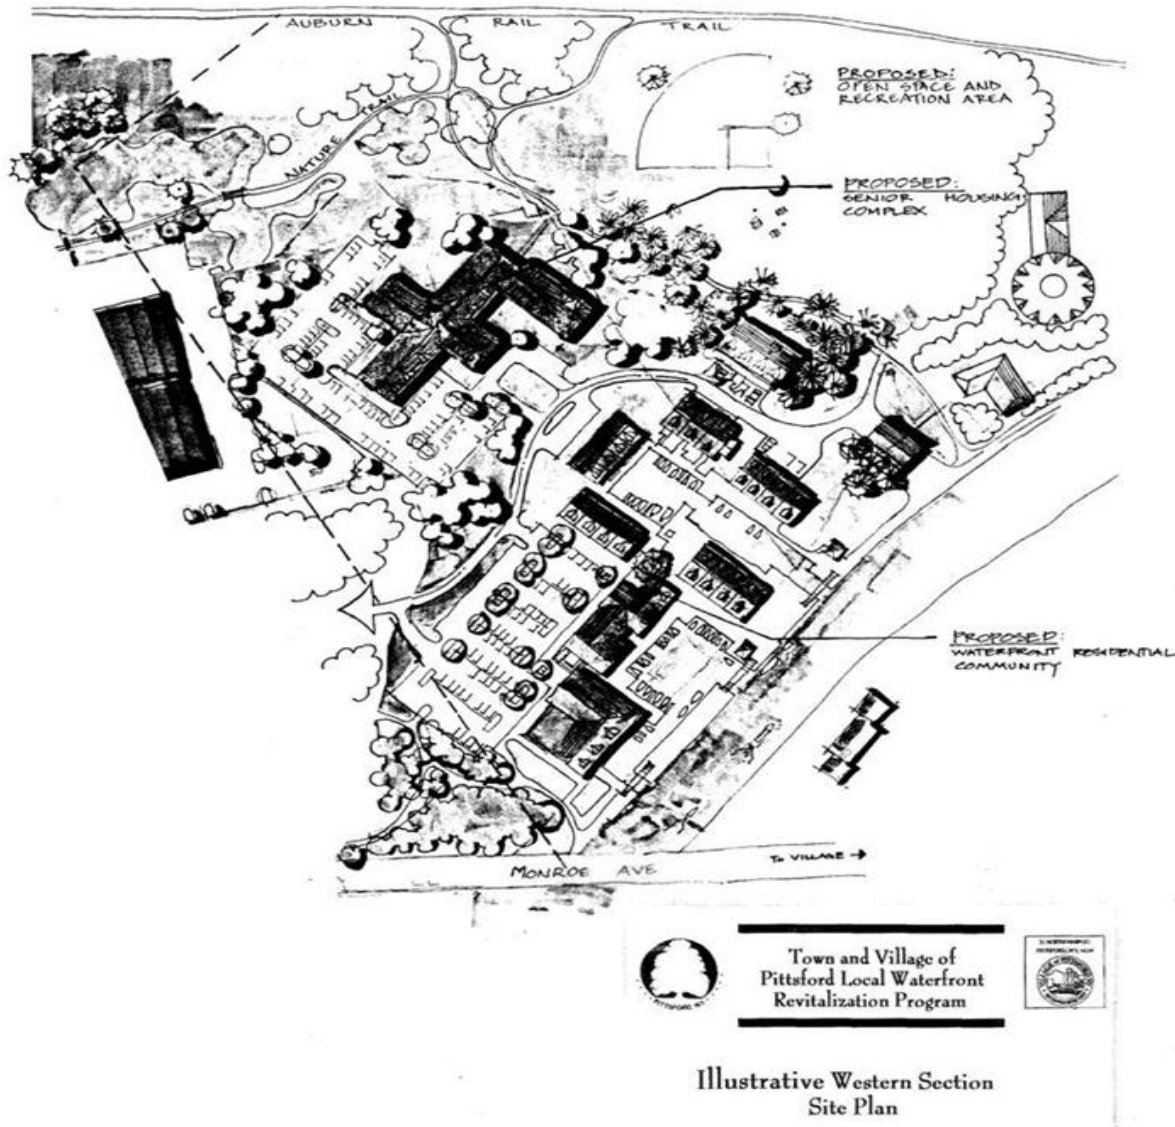 AUBURN RAIL TRAIL
NATURE TRAIL
PROPOSED:
OPEN SPACE AND
RECREATION AREA
PROPOSED:
SENIOR HOUSING
COMPLEX
PROPOSED:
WATERFRONT RESIDENTIAL
COMMUNITY
TO VILLAGE →
MONROE AVE
Town and Village of
Pittsford Local Waterfront
Revitalization Program
PITTSFORD, N.Y.
Illustrative Western Section
Site Plan